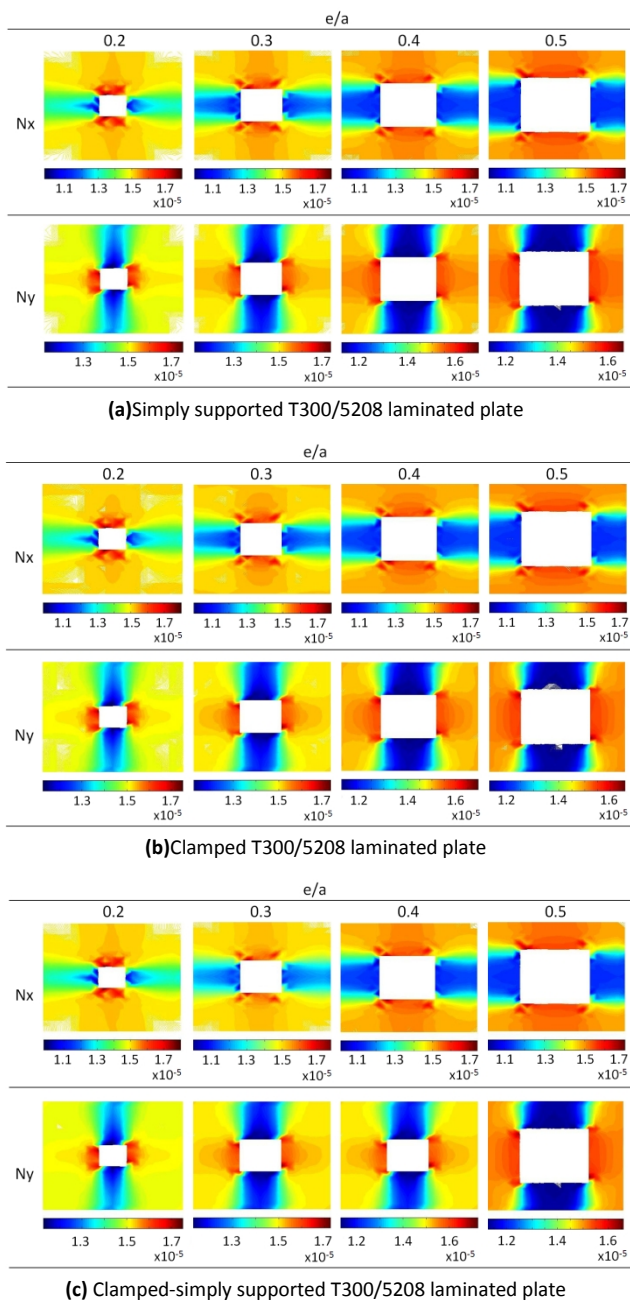 e/a
0.2 0.3 0.4 0.5
Nx
1.1 1.3 1.5 1.7 1.1 1.3 1.5 1.7 1.1 1.3 1.5 1.7 1.1 1.3 1.5 1.7
x10-5 x10-5 x10-5 x10-5
Ny
1.3 1.5 1.7 1.3 1.5 1.7 1.2 1.4 1.6 1.2 1.4 1.6
x10-5 x10-5 x10-5 x10-5
(a)Simply supported T300/5208 laminated plate
e/a
0.2 0.3 0.4 0.5
Nx
1.1 1.3 1.5 1.7 1.1 1.3 1.5 1.7 1.1 1.3 1.5 1.7 1.1 1.3 1.5 1.7
x10-5 x10-5 x10-5 x10-5
Ny
1.3 1.5 1.7 1.3 1.5 1.7 1.2 1.4 1.6 1.2 1.4 1.6
x10-5 x10-5 x10-5 x10-5
(b)Clamped T300/5208 laminated plate
e/a
0.2 0.3 0.4 0.5
Nx
1.1 1.3 1.5 1.7 1.1 1.3 1.5 1.7 1.1 1.3 1.5 1.7 1.1 1.3 1.5 1.7
x10-5 x10-5 x10-5 x10-5
Ny
1.3 1.5 1.7 1.3 1.5 1.7 1.2 1.4 1.6 1.2 1.4 1.6
x10-5 x10-5 x10-5 x10-5
(c) Clamped-simply supported T300/5208 laminated plate